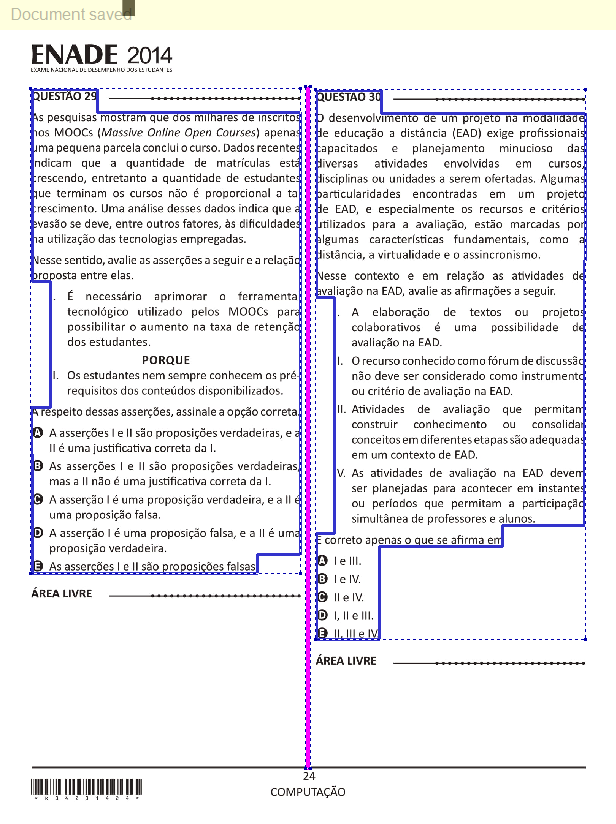 Document saved
ENADE 2014
EXAME NACIONAL DE DESEMPENHO DOS ESTUDANTES
QUESTÃO 29
As pesquisas mostram que dos milhares de inscritos
nos MOOCs (Massive Online Open Courses) apenas
uma pequena parcela conclui o curso. Dados recentes
indicam que a quantidade de matrículas está
crescendo, entretanto a quantidade de estudantes
que terminam os cursos não é proporcional a tal
crescimento. Uma análise desses dados indica que a
evasão se deve, entre outros fatores, às dificuldades
na utilização das tecnologias empregadas.
Nesse sentido, avalie as asserções a seguir e a relação
proposta entre elas.
I. É necessário aprimorar o ferramental
tecnológico utilizado pelos MOOCs para
possibilitar o aumento na taxa de retenção
dos estudantes.
PORQUE
II. Os estudantes nem sempre conhecem os pré-
requisitos dos conteúdos disponibilizados.
A respeito dessas asserções, assinale a opção correta.
A As asserções I e II são proposições verdadeiras, e a
II é uma justificativa correta da I.
B As asserções I e II são proposições verdadeiras,
mas a II não é uma justificativa correta da I.
C A asserção I é uma proposição verdadeira, e a II é
uma proposição falsa.
D A asserção I é uma proposição falsa, e a II é uma
proposição verdadeira.
E As asserções I e II são proposições falsas.
ÁREA LIVRE
QUESTÃO 30
O desenvolvimento de um projeto na modalidade
de educação a distância (EAD) exige profissionais
capacitados e planejamento minucioso das
diversas atividades envolvidas em cursos,
disciplinas ou unidades a serem ofertadas. Algumas
particularidades encontradas em um projeto
de EAD, e especialmente os recursos e critérios
utilizados para a avaliação, estão marcadas por
algumas características fundamentais, como a
distância, a virtualidade e o assincronismo.
Nesse contexto e em relação as atividades de
avaliação na EAD, avalie as afirmações a seguir.
I. A elaboração de textos ou projetos
colaborativos é uma possibilidade de
avaliação na EAD.
II. O recurso conhecido como fórum de discussão
não deve ser considerado como instrumento
ou critério de avaliação na EAD.
III. Atividades de avaliação que permitam
construir conhecimento ou consolidar
conceitos em diferentes etapas são adequadas
em um contexto de EAD.
IV. As atividades de avaliação na EAD devem
ser planejadas para acontecer em instantes
ou períodos que permitam a participação
simultânea de professores e alunos.
É correto apenas o que se afirma em
A I e III.
B I e IV.
C II e IV.
D I, II e III.
E II, III e IV.
ÁREA LIVRE
24
COMPUTAÇÃO